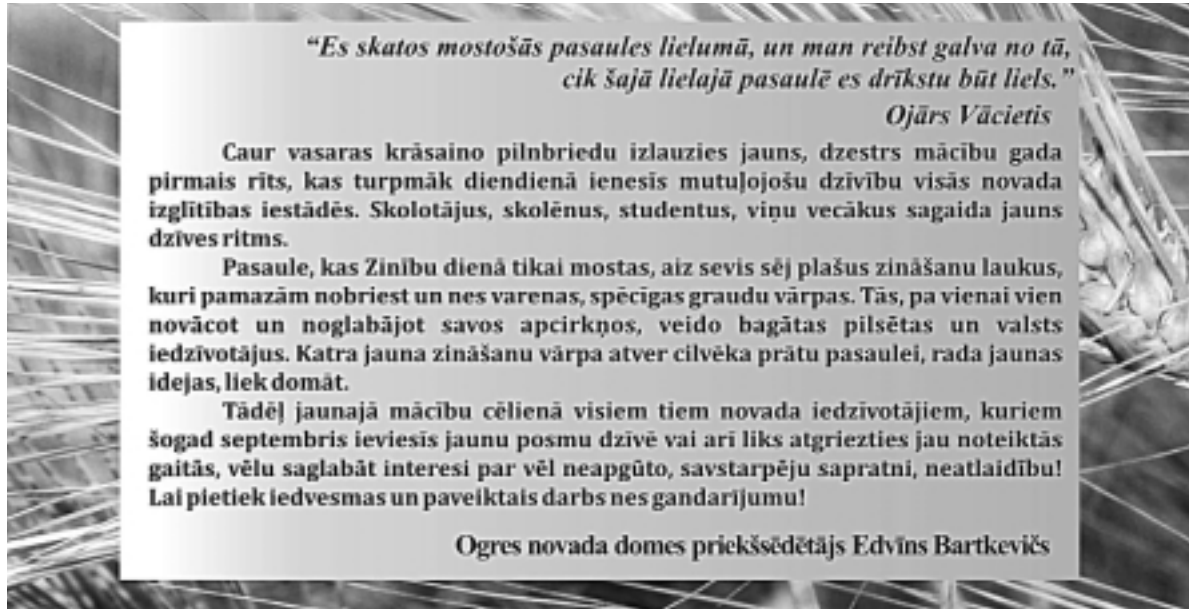 “Es skatos mostošās pasaules lielumā, un man reibst galva no tā,
cik šajā lielajā pasaulē es drīkstu būt liels.”
Ojārs Vācietis
Caur vasaras krāsaino pilnbriedu izlauzies jauns, dzestrs mācību gada
pirmais rīts, kas turpmāk diendienā ienesīs mutuļojošu dzīvību visās novada
izglītības iestādēs. Skolotājus, skolēnus, studentus, viņu vecākus sagaida jauns
dzīves ritms.
Pasaule, kas Zinību dienā tikai mostas, aiz sevis sēj plašus zināšanu laukus,
kuri pamazām nobriest un nes varenas, spēcīgas graudu vārpas. Tās, pa vienai vien
novācot un noglabājot savos apcirkņos, veido bagātas pilsētas un valsts
iedzīvotājus. Katra jauna zināšanu vārpa atver cilvēka prātu pasaulei, rada jaunas
idejas, liek domāt.
Tādēļ jaunajā mācību cēlienā visiem tiem novada iedzīvotājiem, kuriem
šogad septembris ieviesīs jaunu posmu dzīvē vai arī liks atgriezties jau noteiktās
gaitās, vēlu saglabāt interesi par vēl neapgūto, savstarpēju sapratni, neatlaidību!
Lai pietiek iedvesmas un paveiktais darbs nes gandarījumu!
Ogres novada domes priekšsēdētājs Edvīns Bartkevičs